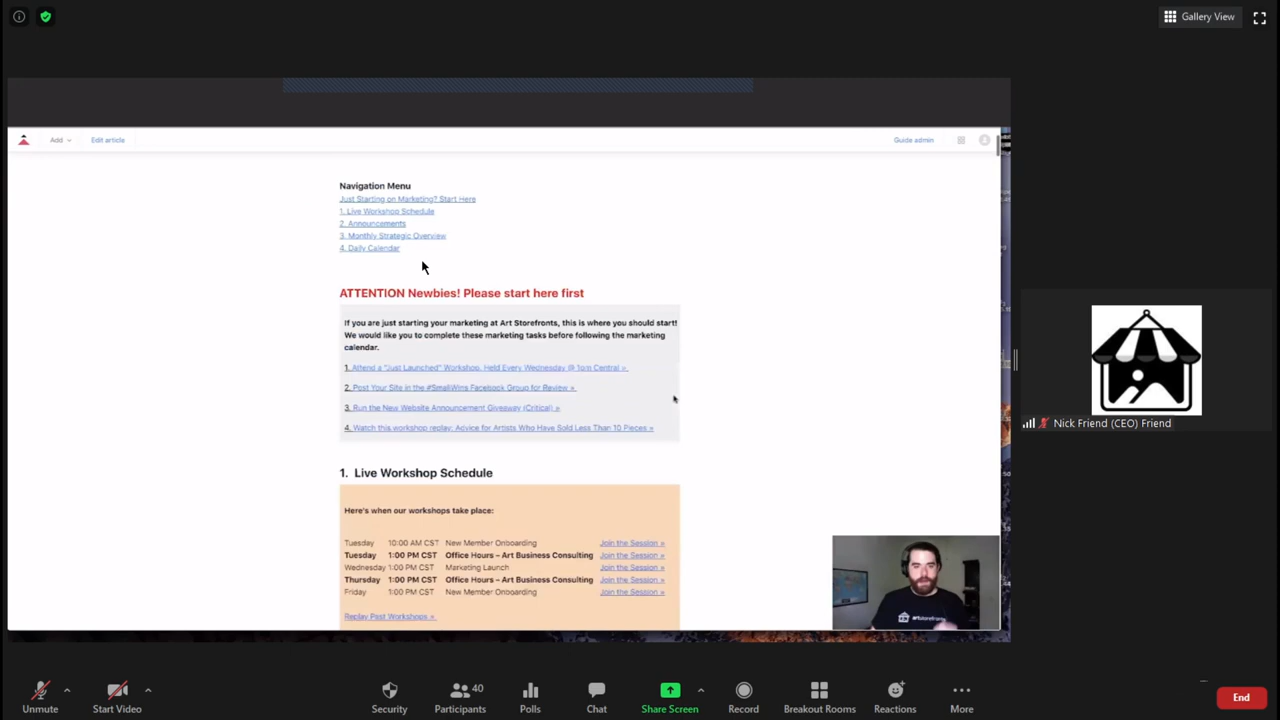 Gallery View
Add
Edit article
Guide admin
Navigation Menu
Just Starting on Marketing? Start Here
1. Live Workshop Schedule
2. Announcements
3. Monthly Strategic Overview
4. Daily Calendar
ATTENTION Newbies! Please start here first
If you are just starting your marketing at Art Storefronts, this is where you should start!
We would like you to complete these marketing tasks before following the marketing
calendar.
1. Attend a "Just Launched" Workshop, Held Every Wednesday @ 1pm Central »
2. Post Your Site in the #SmallWins Facebook Group for Review »
3. Run the New Website Announcement Giveaway (Critical) »
4. Watch this workshop replay: Advice for Artists Who Have Sold Less Than 10 Pieces »
1. Live Workshop Schedule
Here's when our workshops take place:
Tuesday 10:00 AM CST New Member Onboarding Join the Session »
Tuesday 1:00 PM CST Office Hours – Art Business Consulting Join the Session »
Wednesday 1:00 PM CST Marketing Launch Join the Session »
Thursday 1:00 PM CST Office Hours – Art Business Consulting Join the Session »
Friday 1:00 PM CST New Member Onboarding Join the Session »
Replay Past Workshops »
Nick Friend (CEO) Friend
Unmute
Start Video
Security
Participants 40
Polls
Chat
Share Screen
Record
Breakout Rooms
Reactions
More
End